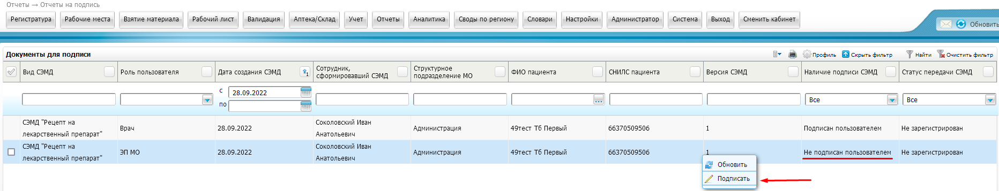 Отчеты → Отчеты на подпись
Регистратура Рабочие места Взятие материала Рабочий лист Валидация Аптека/Склад Учет Отчеты Аналитика Своды по региону Словари Настройки Администратор Система Выход Сменить кабинет
Обновить
Документы для подписи
Профиль Скрыть фильтр Найти Очистить фильтр
Вид СЭМД Роль пользователя Дата создания СЭМД 1 Сотрудник, сформировавший СЭМД Структурное подразделение МО ФИО пациента СНИЛС пациента Версия СЭМД Наличие подписи СЭМД Статус передачи СЭМД
с 28.09.2022
по ... Все Все
СЭМД "Рецепт на лекарственный препарат" Врач 28.09.2022 Соколовский Иван Анатольевич Администрация 49тест Тб Первый 66370509506 1 Подписан пользователем Не зарегистрирован
СЭМД "Рецепт на лекарственный препарат" ЭП МО 28.09.2022 Соколовский Иван Анатольевич Администрация 49тест Тб Первый 66370509506 1 Не подписан пользователем Не зарегистрирован
Обновить
Подписать